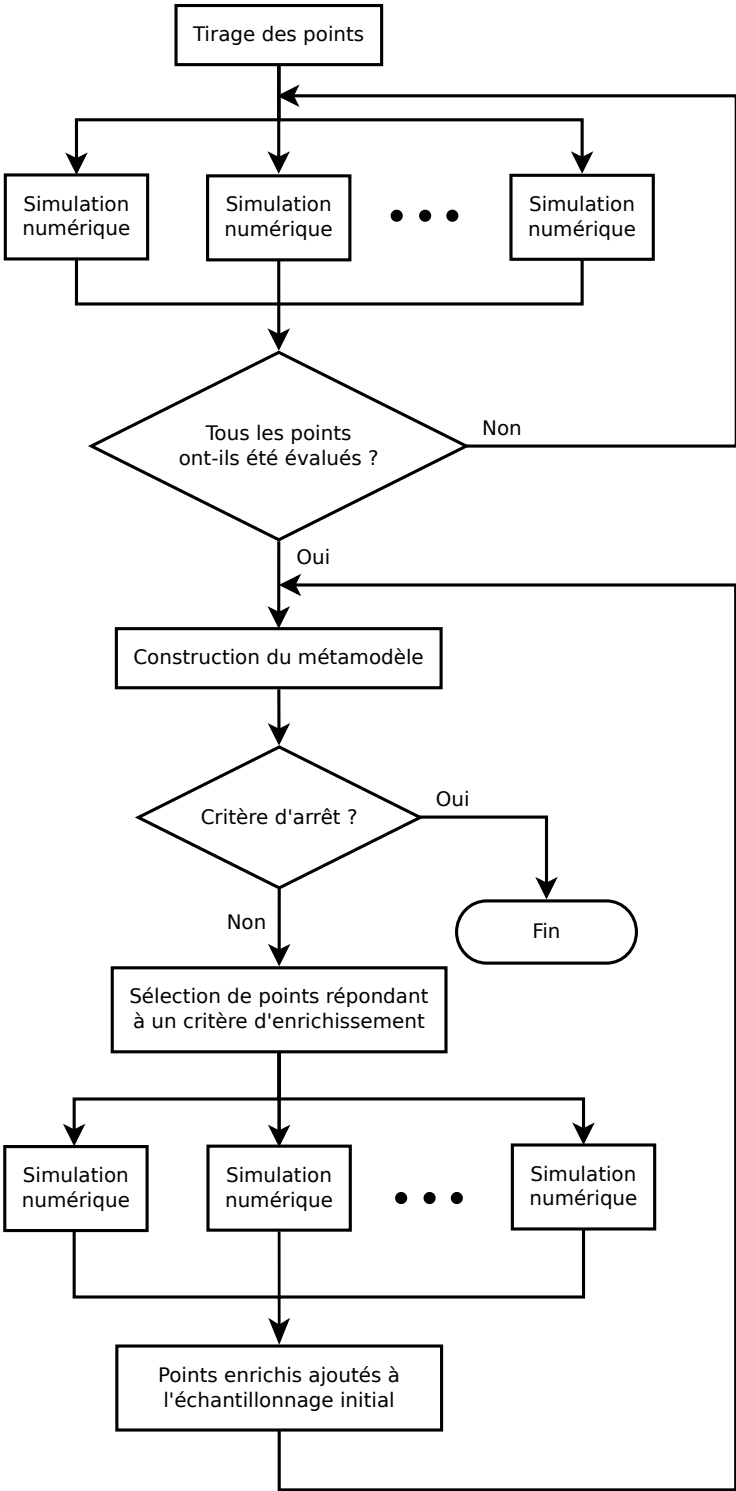 Tirage des points
Simulation
numérique
Simulation
numérique
Simulation
numérique
Tous les points
ont-ils été évalués ?
Non
Oui
Construction du métamodèle
Critère d'arrêt ?
Oui
Non
Fin
Sélection de points répondant
à un critère d'enrichissement
Simulation
numérique
Simulation
numérique
Simulation
numérique
Points enrichis ajoutés à
l'échantillonnage initial